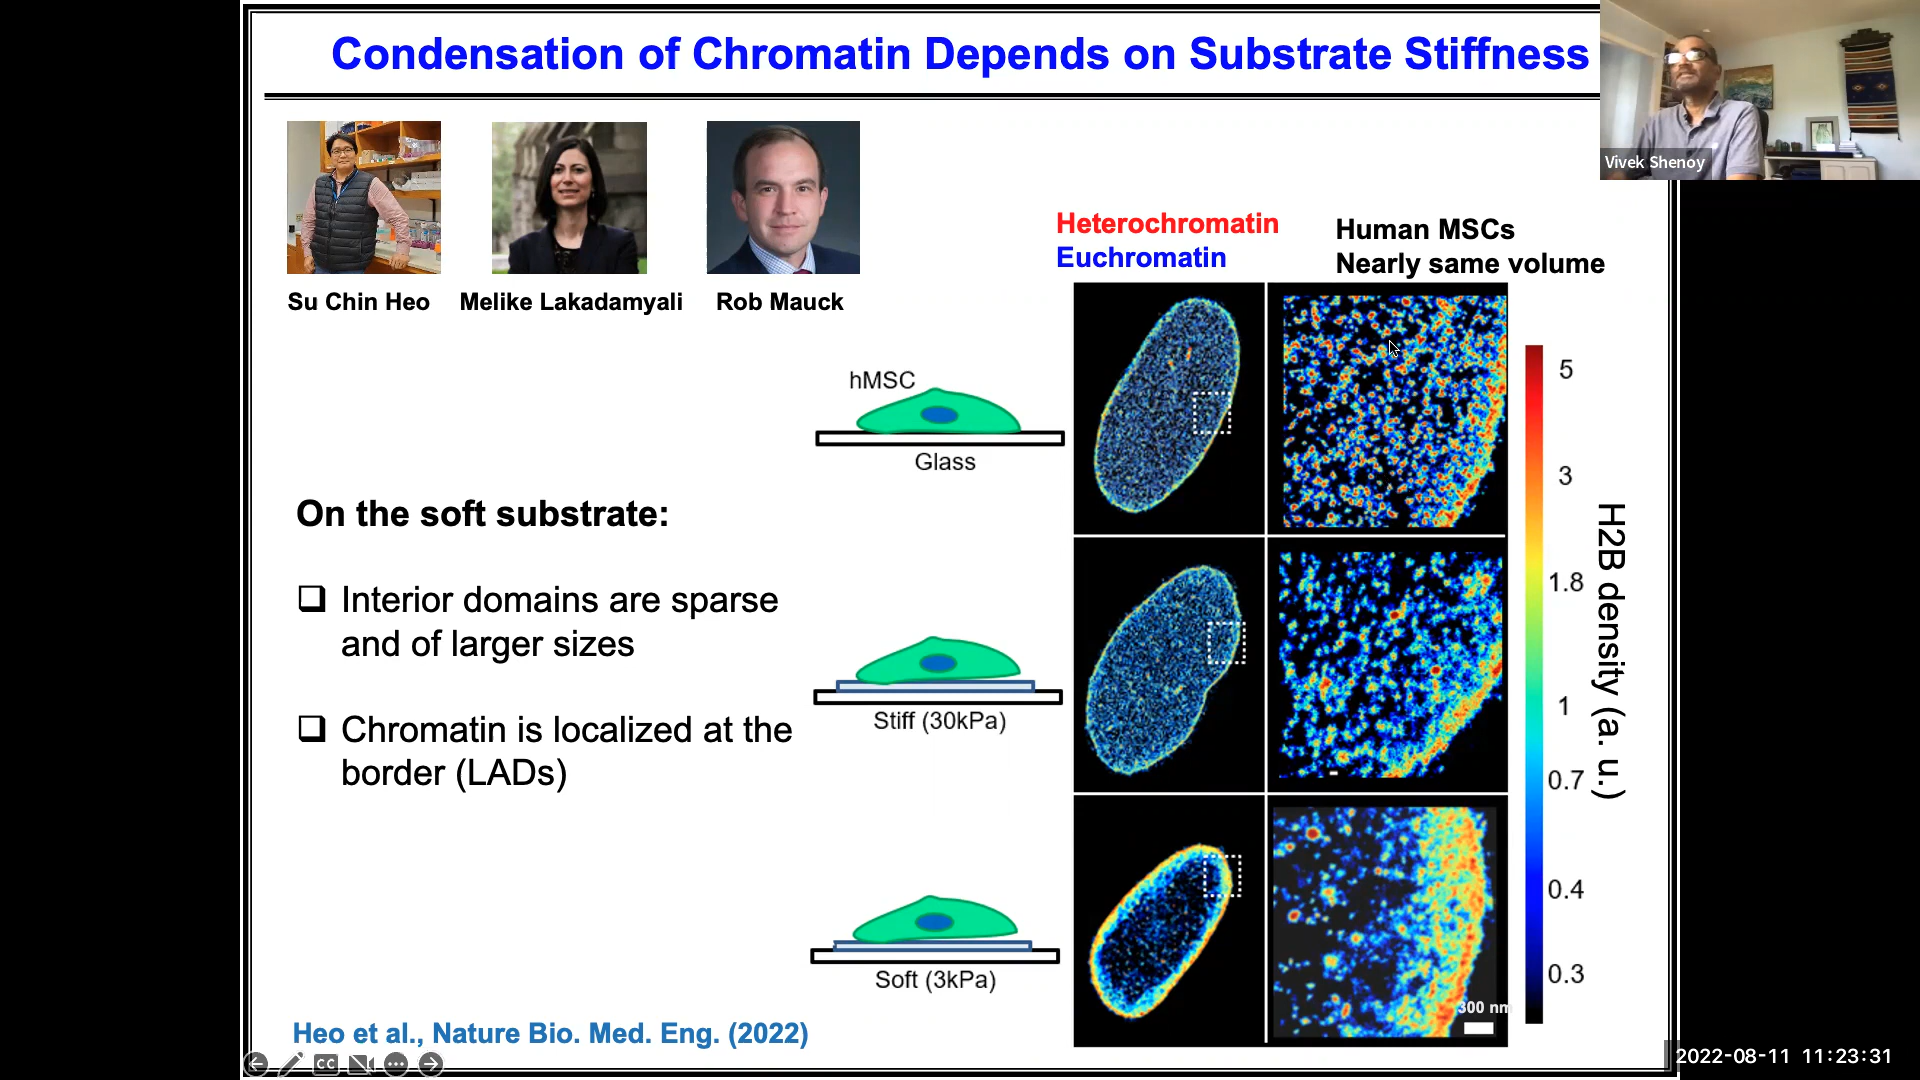 Condensation of Chromatin Depends on Substrate Stiffness
Vivek Shenoy
Su Chin Heo
Melike Lakadamyali
Rob Mauck
Heterochromatin
Euchromatin
Human MSCs
Nearly same volume
hMSC
Glass
On the soft substrate:
Interior domains are sparse
and of larger sizes
Chromatin is localized at the
border (LADs)
Stiff (30kPa)
Soft (3kPa)
5
3
1.8
1
0.7
0.4
0.3
H2B density (a. u.)
300 nm
Heo et al., Nature Bio. Med. Eng. (2022)
CC
2022-08-11 11:23:31